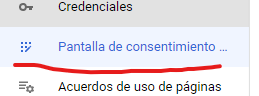 Credenciales
Pantalla de consentimiento ...
Acuerdos de uso de páginas